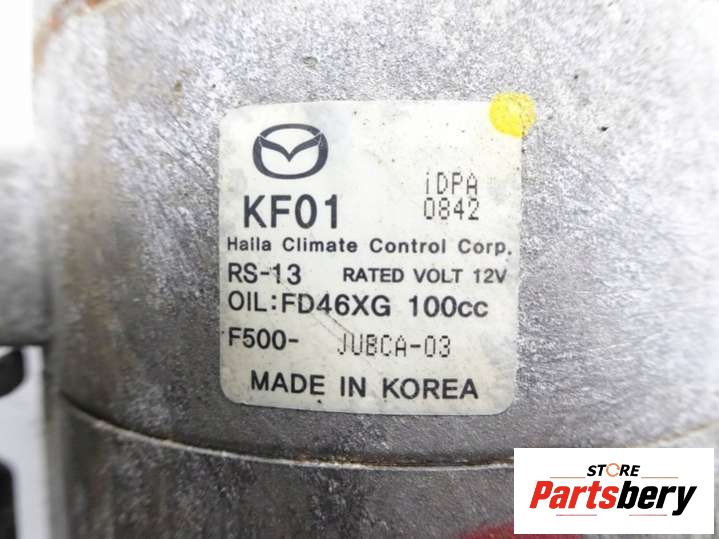 iDPA
KF01 0842
Halla Climate Control Corp.
RS-13 RATED VOLT 12V
OIL:FD46XG 100cc
F500- JUBCA-03
MADE IN KOREA
STORE
Partsbery